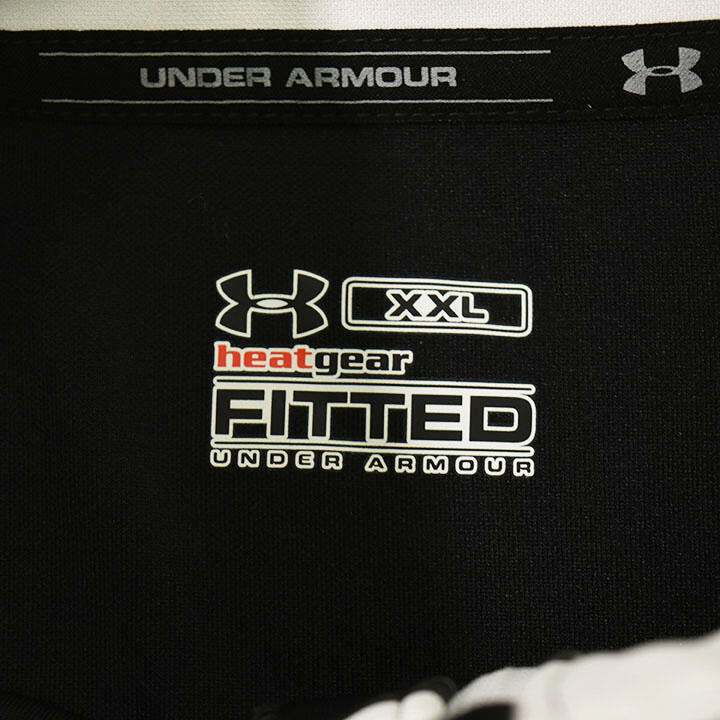 UNDER ARMOUR
XXL
heatgear
FITTED
UNDER ARMOUR